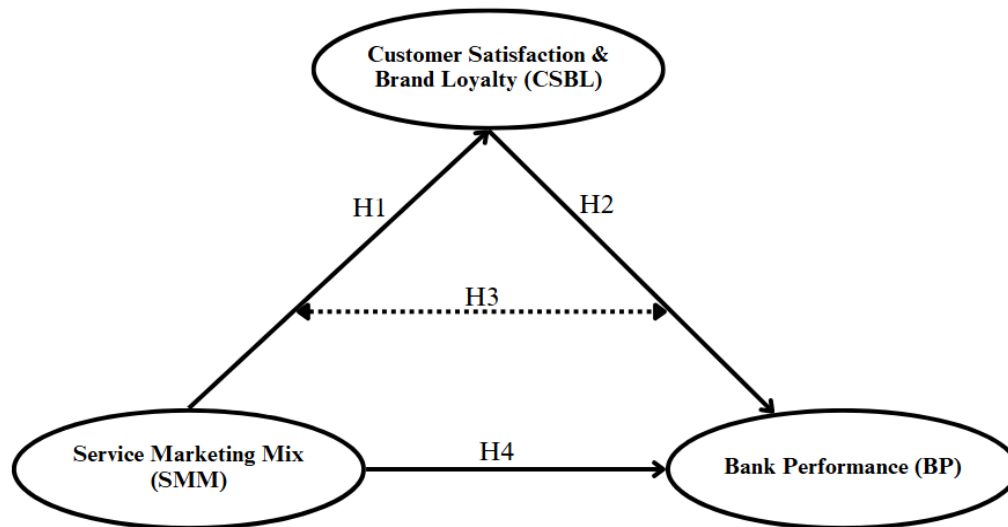 Customer Satisfaction &
Brand Loyalty (CSBL)
H1
H2
H3
Service Marketing Mix
(SMM)
H4
Bank Performance (BP)